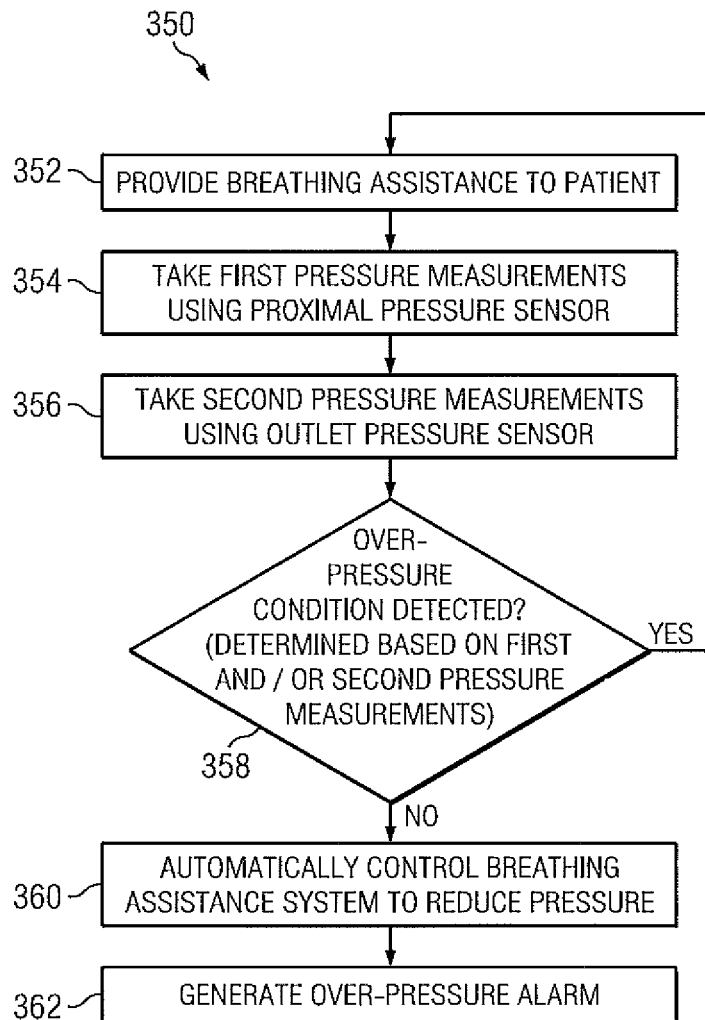 350
352
PROVIDE BREATHING ASSISTANCE TO PATIENT
354
TAKE FIRST PRESSURE MEASUREMENTS
USING PROXIMAL PRESSURE SENSOR
356
TAKE SECOND PRESSURE MEASUREMENTS
USING OUTLET PRESSURE SENSOR
OVER-
PRESSURE
CONDITION DETECTED?
(DETERMINED BASED ON FIRST
AND / OR SECOND PRESSURE
MEASUREMENTS)
YES
358
NO
360
AUTOMATICALLY CONTROL BREATHING
ASSISTANCE SYSTEM TO REDUCE PRESSURE
362
GENERATE OVER-PRESSURE ALARM